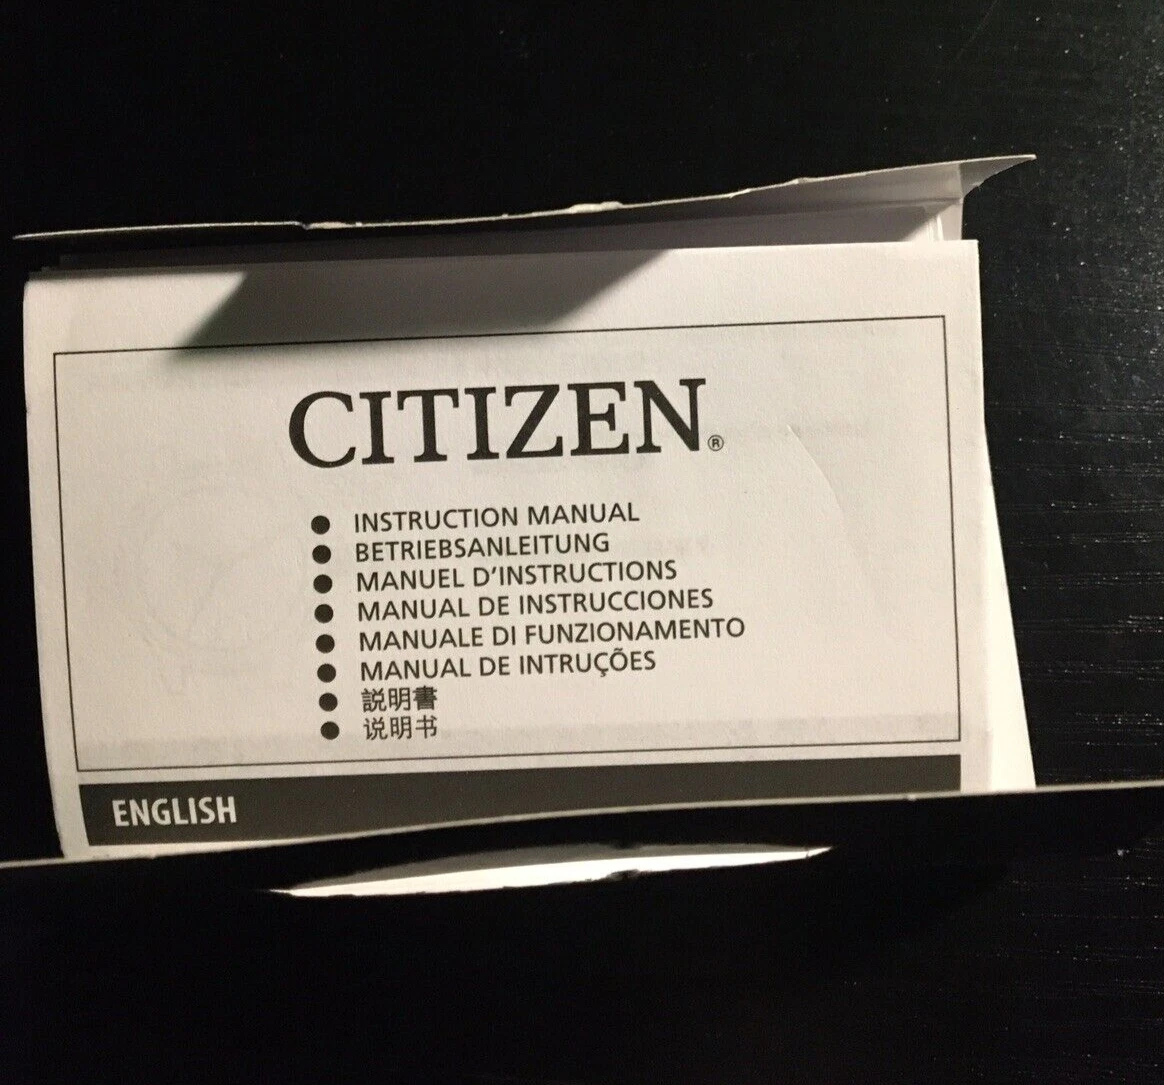 CITIZEN®
● INSTRUCTION MANUAL
● BETRIEBSANLEITUNG
● MANUEL D'INSTRUCTIONS
● MANUAL DE INSTRUCCIONES
● MANUALE DI FUNZIONAMENTO
● MANUAL DE INTRUÇÕES
● 説明書
● 说明书
ENGLISH